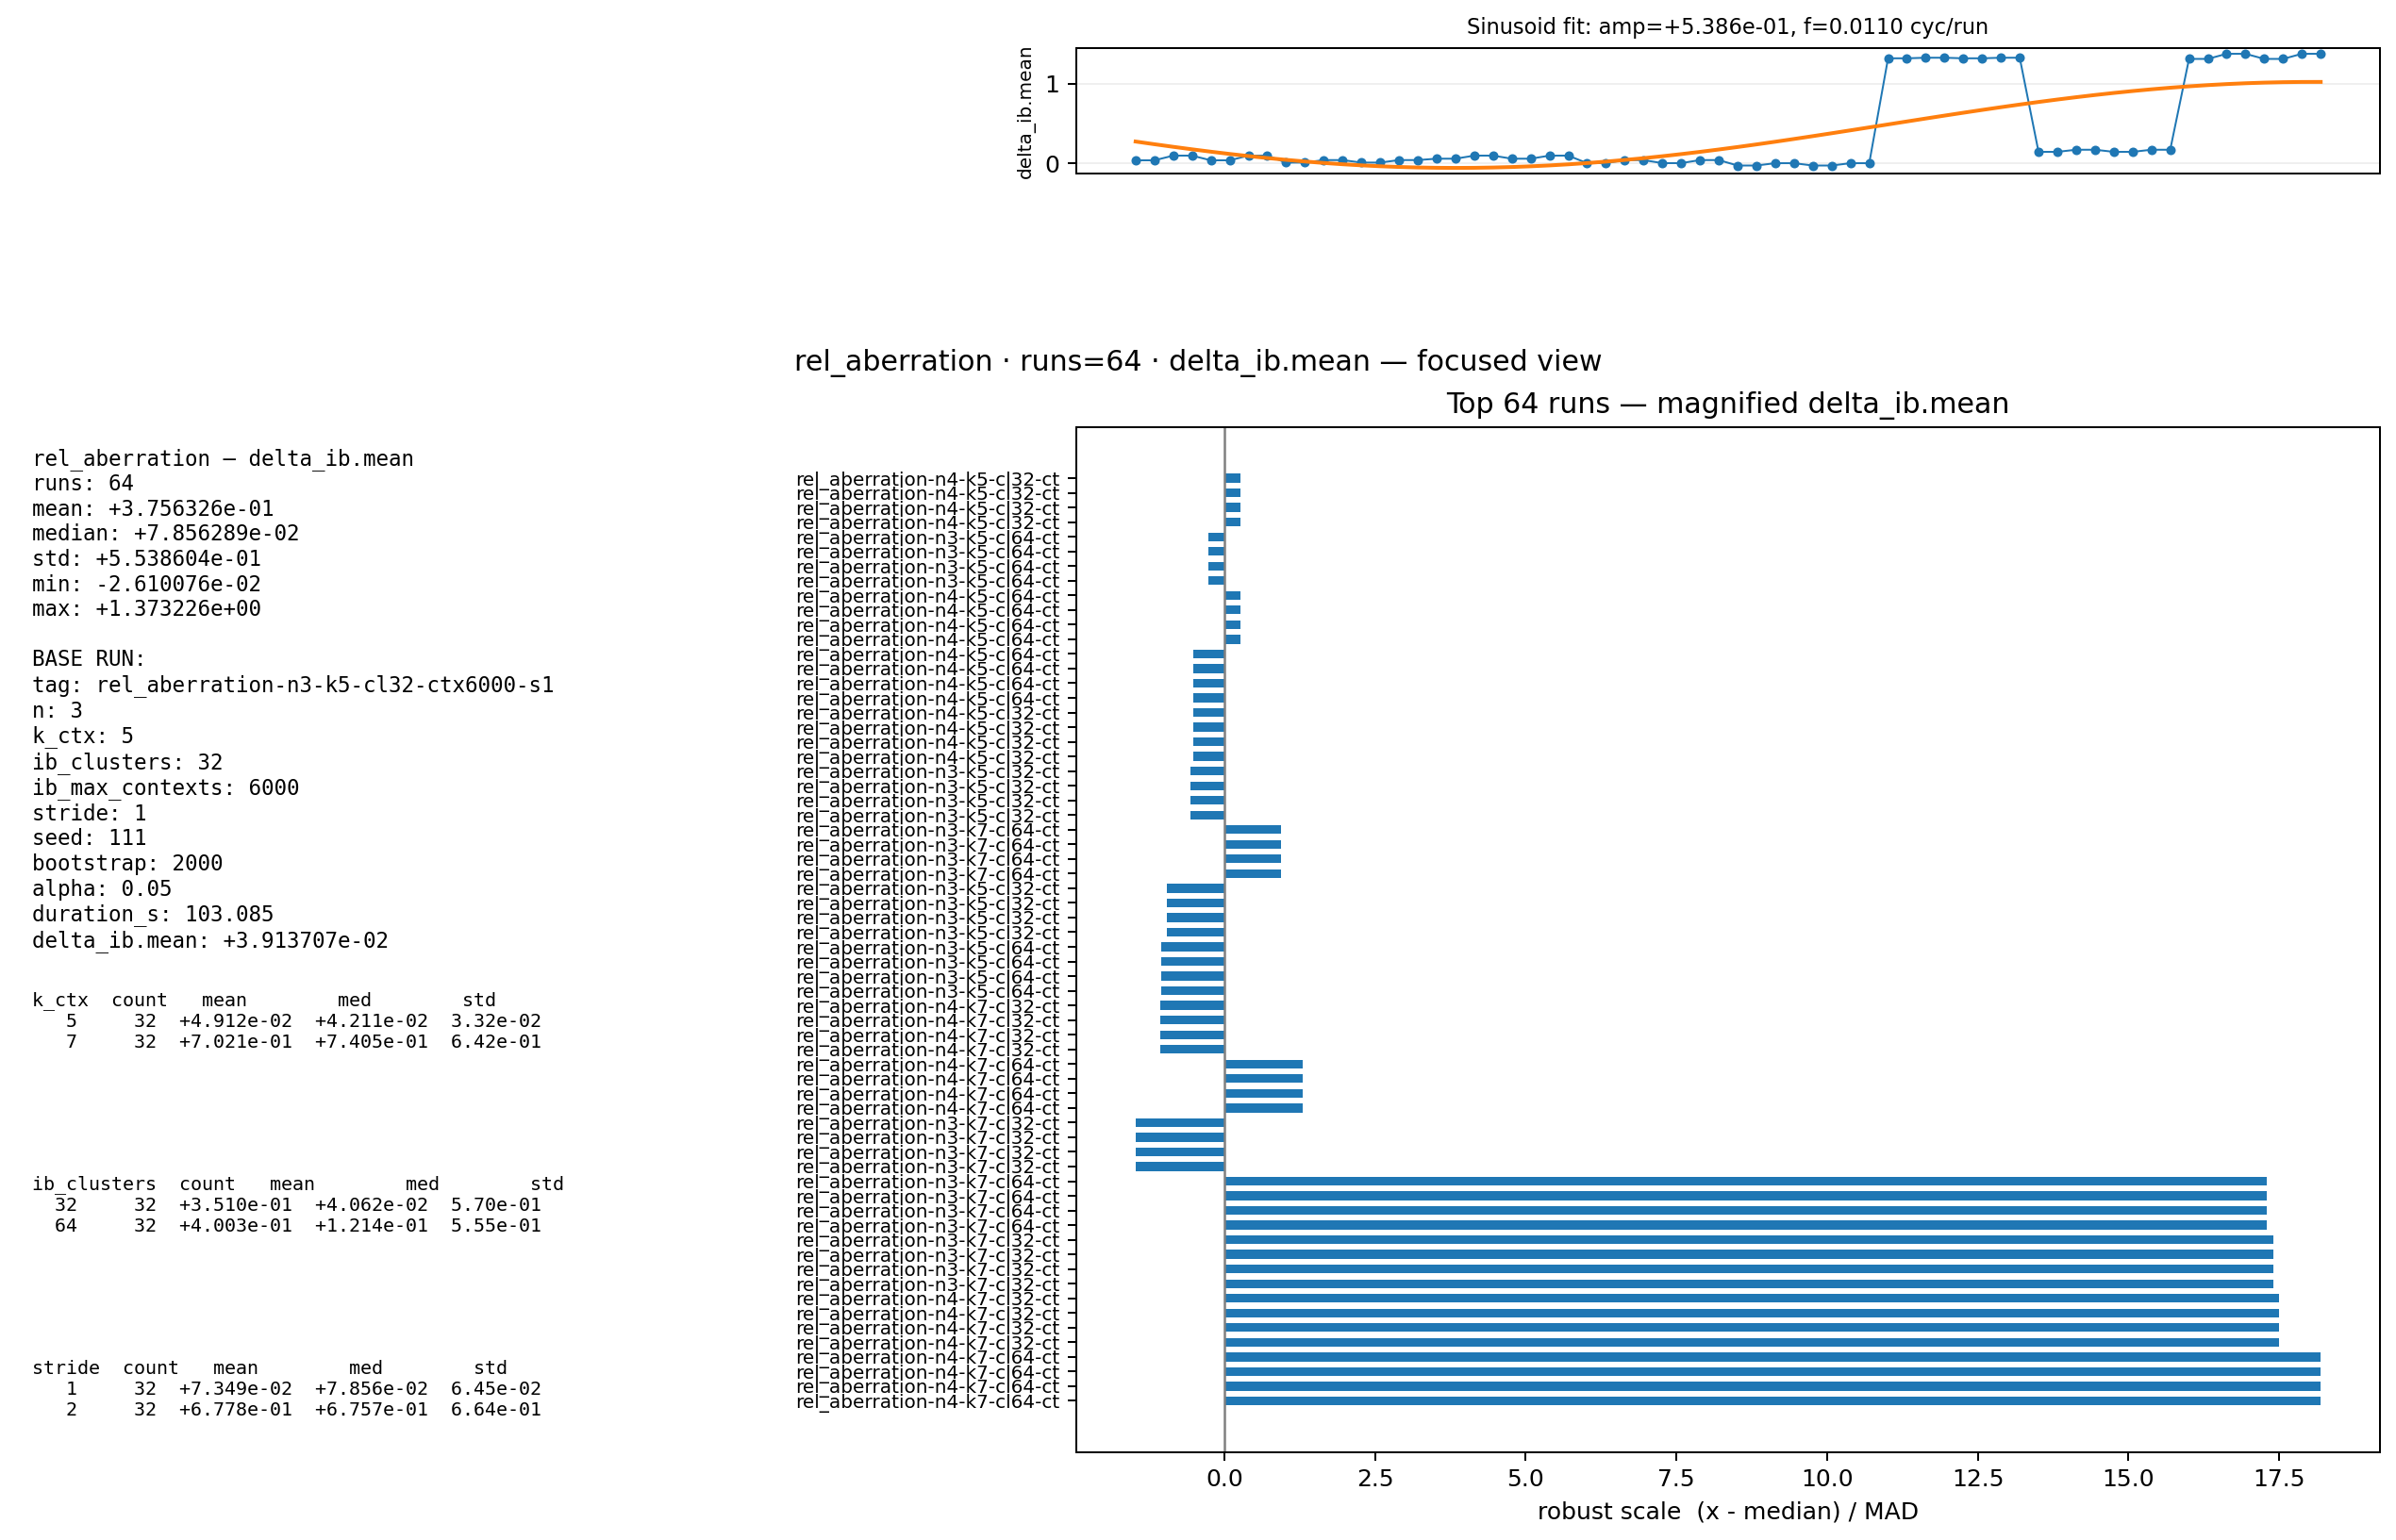 Sinusoid fit: amp=+5.386e-01, f=0.0110 cyc/run
delta_ib.mean
1
0
rel_aberration · runs=64 · delta_ib.mean — focused view
Top 64 runs — magnified delta_ib.mean
rel_aberration — delta_ib.mean
runs: 64
mean: +3.756326e-01
median: +7.856289e-02
std: +5.538604e-01
min: -2.610076e-02
max: +1.373226e+00
BASE RUN:
tag: rel_aberration-n3-k5-cl32-ctx6000-s1
n: 3
k_ctx: 5
ib_clusters: 32
ib_max_contexts: 6000
stride: 1
seed: 111
bootstrap: 2000
alpha: 0.05
duration_s: 103.085
delta_ib.mean: +3.913707e-02
k_ctx count mean med std
5 32 +4.912e-02 +4.211e-02 3.32e-02
7 32 +7.021e-01 +7.405e-01 6.42e-01
ib_clusters count mean med std
32 32 +3.510e-01 +4.062e-02 5.70e-01
64 32 +4.003e-01 +1.214e-01 5.55e-01
stride count mean med std
1 32 +7.349e-02 +7.856e-02 6.45e-02
2 32 +6.778e-01 +6.757e-01 6.64e-01
rel_aberration-n4-k5-cl32-ct
rel_aberration-n4-k5-cl32-ct
rel_aberration-n4-k5-cl32-ct
rel_aberration-n4-k5-cl32-ct
rel_aberration-n3-k5-cl64-ct
rel_aberration-n3-k5-cl64-ct
rel_aberration-n3-k5-cl64-ct
rel_aberration-n3-k5-cl64-ct
rel_aberration-n4-k5-cl64-ct
rel_aberration-n4-k5-cl64-ct
rel_aberration-n4-k5-cl64-ct
rel_aberration-n4-k5-cl64-ct
rel_aberration-n4-k5-cl64-ct
rel_aberration-n4-k5-cl64-ct
rel_aberration-n4-k5-cl64-ct
rel_aberration-n4-k5-cl64-ct
rel_aberration-n4-k5-cl32-ct
rel_aberration-n4-k5-cl32-ct
rel_aberration-n4-k5-cl32-ct
rel_aberration-n4-k5-cl32-ct
rel_aberration-n3-k5-cl32-ct
rel_aberration-n3-k5-cl32-ct
rel_aberration-n3-k5-cl32-ct
rel_aberration-n3-k5-cl32-ct
rel_aberration-n3-k7-cl64-ct
rel_aberration-n3-k7-cl64-ct
rel_aberration-n3-k7-cl64-ct
rel_aberration-n3-k7-cl64-ct
rel_aberration-n3-k5-cl32-ct
rel_aberration-n3-k5-cl32-ct
rel_aberration-n3-k5-cl32-ct
rel_aberration-n3-k5-cl32-ct
rel_aberration-n3-k5-cl64-ct
rel_aberration-n3-k5-cl64-ct
rel_aberration-n3-k5-cl64-ct
rel_aberration-n3-k5-cl64-ct
rel_aberration-n4-k7-cl32-ct
rel_aberration-n4-k7-cl32-ct
rel_aberration-n4-k7-cl32-ct
rel_aberration-n4-k7-cl32-ct
rel_aberration-n4-k7-cl64-ct
rel_aberration-n4-k7-cl64-ct
rel_aberration-n4-k7-cl64-ct
rel_aberration-n4-k7-cl64-ct
rel_aberration-n3-k7-cl32-ct
rel_aberration-n3-k7-cl32-ct
rel_aberration-n3-k7-cl32-ct
rel_aberration-n3-k7-cl32-ct
rel_aberration-n3-k7-cl64-ct
rel_aberration-n3-k7-cl64-ct
rel_aberration-n3-k7-cl64-ct
rel_aberration-n3-k7-cl64-ct
rel_aberration-n3-k7-cl32-ct
rel_aberration-n3-k7-cl32-ct
rel_aberration-n3-k7-cl32-ct
rel_aberration-n3-k7-cl32-ct
rel_aberration-n4-k7-cl32-ct
rel_aberration-n4-k7-cl32-ct
rel_aberration-n4-k7-cl32-ct
rel_aberration-n4-k7-cl32-ct
rel_aberration-n4-k7-cl64-ct
rel_aberration-n4-k7-cl64-ct
rel_aberration-n4-k7-cl64-ct
rel_aberration-n4-k7-cl64-ct
0.0 2.5 5.0 7.5 10.0 12.5 15.0 17.5
robust scale (x - median) / MAD